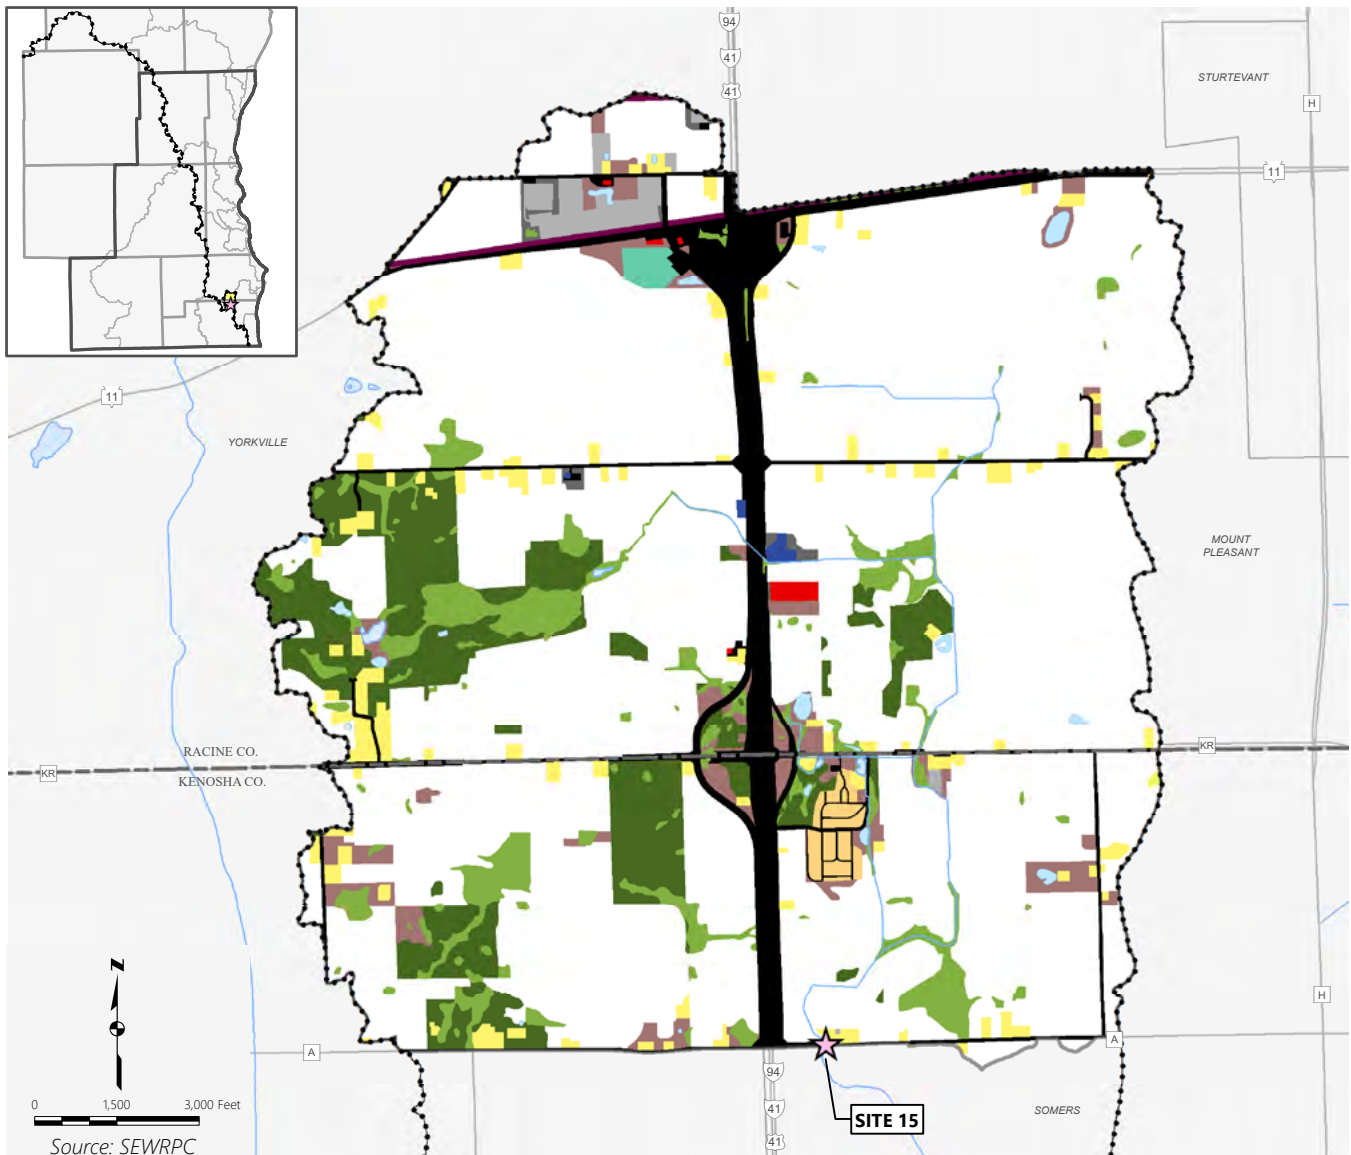 94
41
41
STURTEVANT
H
11
11
YORKVILLE
MOUNT
PLEASANT
RACINE CO.
KR
KR
KENOSHA CO.
N
H
A
A
94
0 1,500 3,000 Feet
41
SOMERS
SITE 15
41
Source: SEWRPC